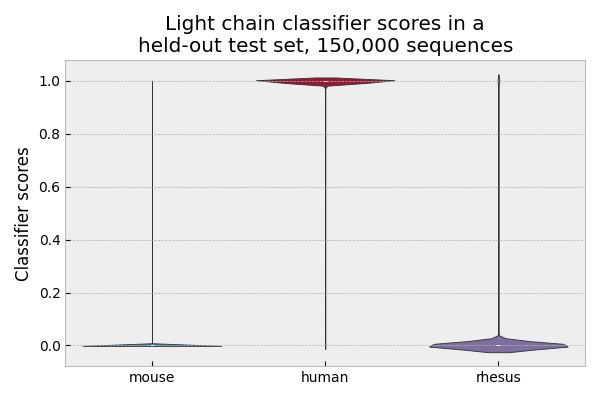 Light chain classifier scores in a
held-out test set, 150,000 sequences
Classifier scores
1.0
0.8
0.6
0.4
0.2
0.0
mouse
human
rhesus